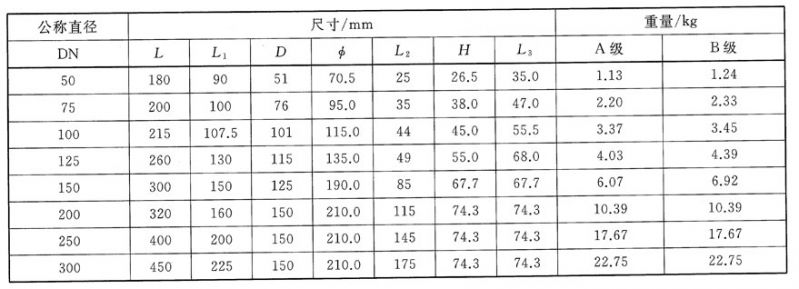 公称直径 尺寸/mm 重量/kg
DN L L₁ D ϕ L₂ H L₃ A级 B级
50 180 90 51 70.5 25 26.5 35.0 1.13 1.24
75 200 100 76 95.0 35 38.0 47.0 2.20 2.33
100 215 107.5 101 115.0 44 45.0 55.5 3.37 3.45
125 260 130 115 135.0 49 55.0 68.0 4.03 4.39
150 300 150 125 190.0 85 67.7 67.7 6.07 6.92
200 320 160 150 210.0 115 74.3 74.3 10.39 10.39
250 400 200 150 210.0 145 74.3 74.3 17.67 17.67
300 450 225 150 210.0 175 74.3 74.3 22.75 22.75